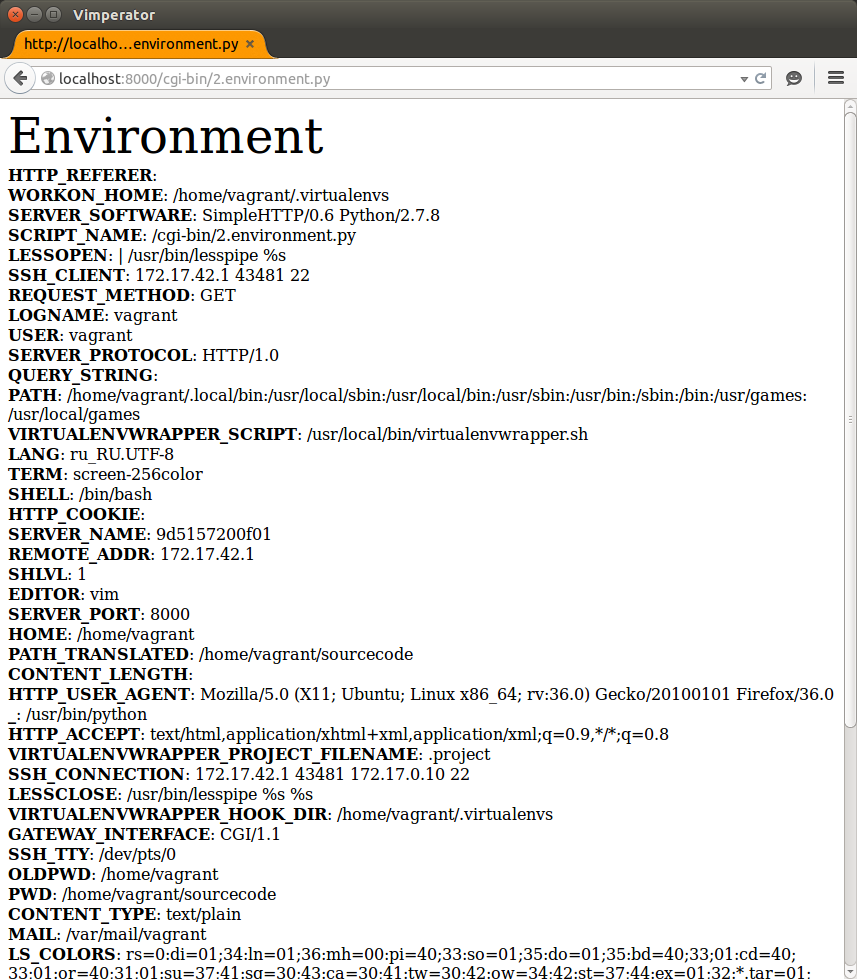 Vimperator
http://localho...environment.py
localhost:8000/cgi-bin/2.environment.py
Environment
HTTP_REFERER:
WORKON_HOME: /home/vagrant/.virtualenvs
SERVER_SOFTWARE: SimpleHTTP/0.6 Python/2.7.8
SCRIPT_NAME: /cgi-bin/2.environment.py
LESSOPEN: | /usr/bin/lesspipe %s
SSH_CLIENT: 172.17.42.1 43481 22
REQUEST_METHOD: GET
LOGNAME: vagrant
USER: vagrant
SERVER_PROTOCOL: HTTP/1.0
QUERY_STRING:
PATH: /home/vagrant/.local/bin:/usr/local/sbin:/usr/local/bin:/usr/sbin:/usr/bin:/sbin:/bin:/usr/games:
/usr/local/games
VIRTUALENVWRAPPER_SCRIPT: /usr/local/bin/virtualenvwrapper.sh
LANG: ru_RU.UTF-8
TERM: screen-256color
SHELL: /bin/bash
HTTP_COOKIE:
SERVER_NAME: 9d5157200f01
REMOTE_ADDR: 172.17.42.1
SHLVL: 1
EDITOR: vim
SERVER_PORT: 8000
HOME: /home/vagrant
PATH_TRANSLATED: /home/vagrant/sourcecode
CONTENT_LENGTH:
HTTP_USER_AGENT: Mozilla/5.0 (X11; Ubuntu; Linux x86_64; rv:36.0) Gecko/20100101 Firefox/36.0
_: /usr/bin/python
HTTP_ACCEPT: text/html,application/xhtml+xml,application/xml;q=0.9,*/*;q=0.8
VIRTUALENVWRAPPER_PROJECT_FILENAME: .project
SSH_CONNECTION: 172.17.42.1 43481 172.17.0.10 22
LESSCLOSE: /usr/bin/lesspipe %s %s
VIRTUALENVWRAPPER_HOOK_DIR: /home/vagrant/.virtualenvs
GATEWAY_INTERFACE: CGI/1.1
SSH_TTY: /dev/pts/0
OLDPWD: /home/vagrant
PWD: /home/vagrant/sourcecode
CONTENT_TYPE: text/plain
MAIL: /var/mail/vagrant
LS_COLORS: rs=0:di=01;34:ln=01;36:mh=00:pi=40;33:so=01;35:do=01;35:bd=40;33;01:cd=40;
33;01:or=40;31;01:su=37;41:sg=30;43:ca=30;41:tw=30;42:ow=34;42:st=37;44:ex=01;32:*.tar=01;